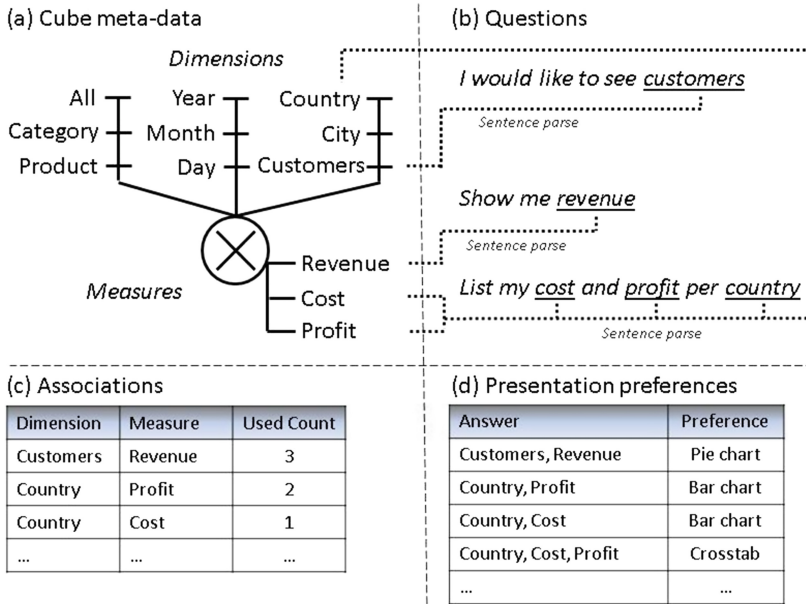 (a) Cube meta-data
Dimensions
All Year Country
Category Month City
Product Day Customers
Measures
Revenue
Cost
Profit
(b) Questions
I would like to see customers
Sentence parse
Show me revenue
Sentence parse
List my cost and profit per country
Sentence parse
(c) Associations
Dimension Measure Used Count
Customers Revenue 3
Country Profit 2
Country Cost 1
... ... ...
(d) Presentation preferences
Answer Preference
Customers, Revenue Pie chart
Country, Profit Bar chart
Country, Cost Bar chart
Country, Cost, Profit Crosstab
... ...